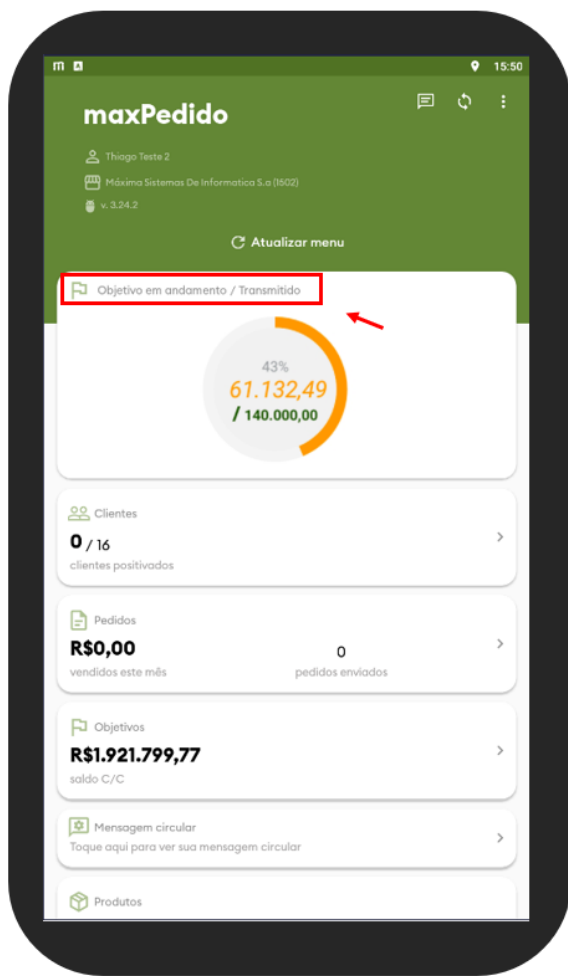 15:50
maxPedido
Thiago Teste 2
Máxima Sistemas De Informatica S.a (1602)
v. 3.24.2
Atualizar menu
Objetivo em andamento / Transmitido
43%
61.132,49
/ 140.000,00
Clientes
0 / 16
clientes positivados
Pedidos
R$0,00 0
vendidos este mês pedidos enviados
Objetivos
R$1.921.799,77
saldo C/C
Mensagem circular
Toque aqui para ver sua mensagem circular
Produtos